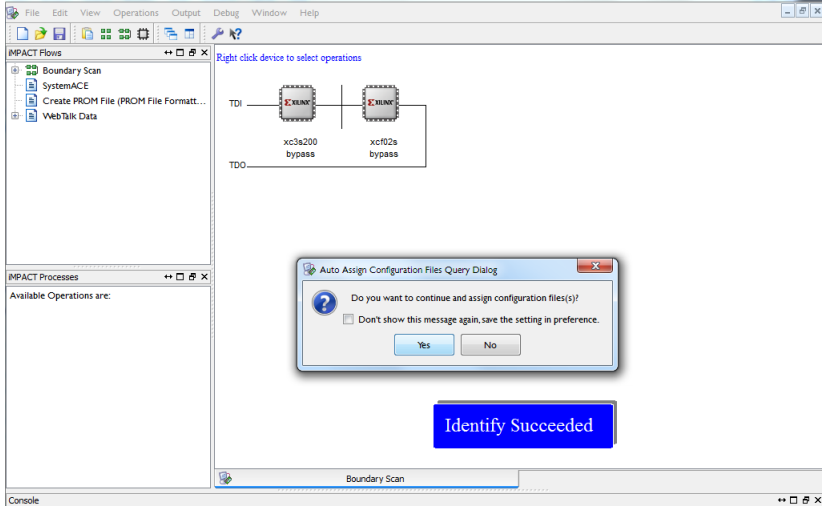 File Edit View Operations Output Debug Window Help
iMPACT Flows
Boundary Scan
SystemACE
Create PROM File (PROM File Formatt...
WebTalk Data
Right click device to select operations
TDI
XILINX
XILINX
xc3s200
bypass
xcf02s
bypass
TDO
iMPACT Processes
Available Operations are:
Auto Assign Configuration Files Query Dialog
Do you want to continue and assign configuration files(s)?
Don't show this message again, save the setting in preference.
Yes
No
Identify Succeeded
Boundary Scan
Console